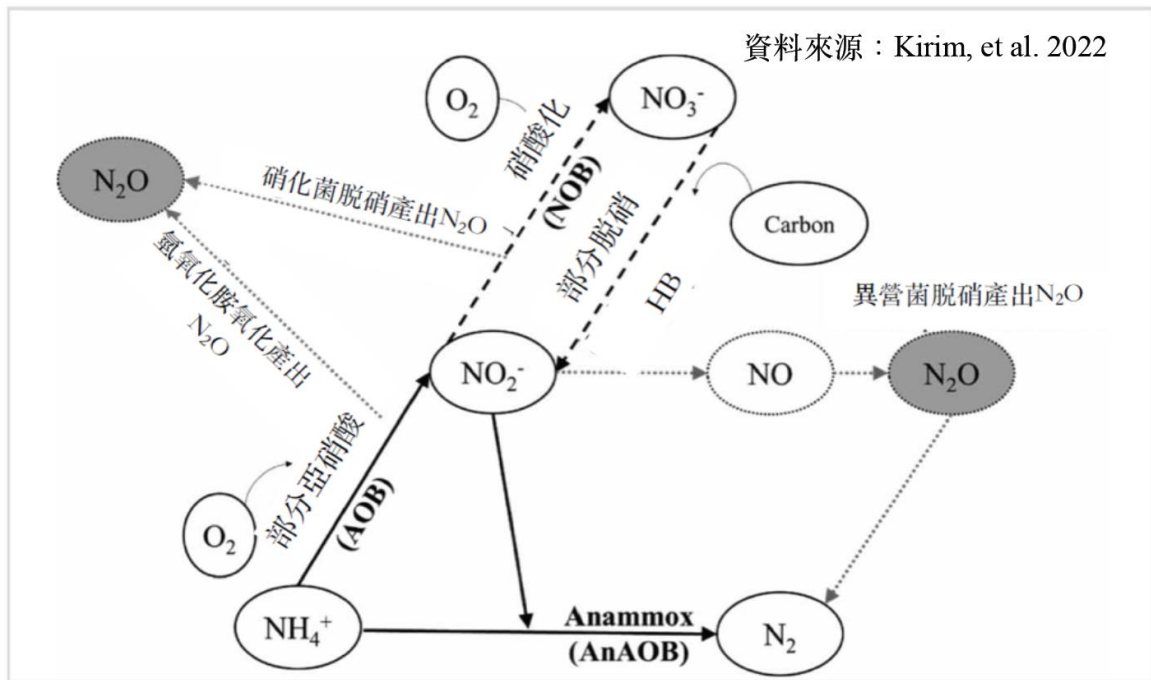 資料來源：Kirim, et al. 2022
O₂
硝酸化
NO₃⁻
N₂O
硝化菌脱硝產出N₂O
(NOB)
部分脱硝
HB
Carbon
氫氧化胺氧化產出
N₂O
異營菌脱硝產出N₂O
NO₂⁻
NO
N₂O
O₂
部分亞硝酸
(AOB)
NH₄⁺
Anammox
(AnAOB)
N₂